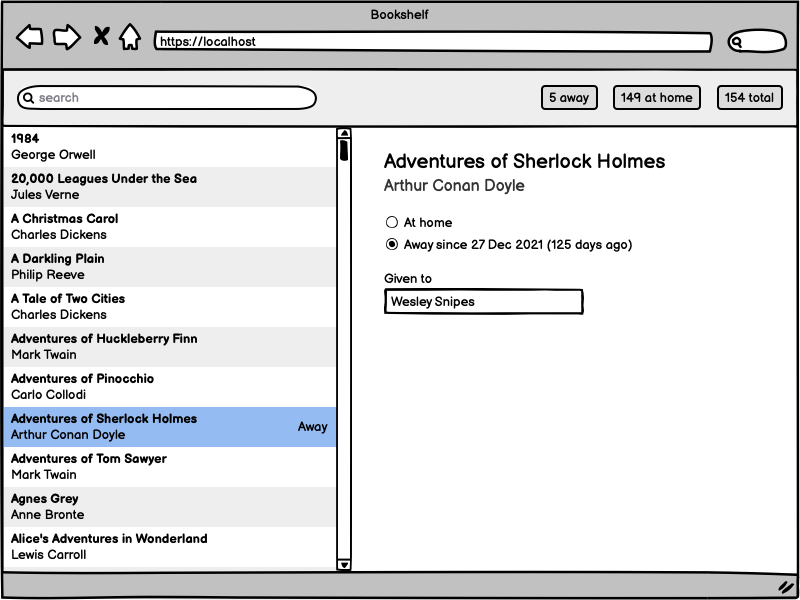 Bookshelf
https://localhost
search
5 away
149 at home
154 total
1984
George Orwell
20,000 Leagues Under the Sea
Jules Verne
A Christmas Carol
Charles Dickens
A Darkling Plain
Philip Reeve
A Tale of Two Cities
Charles Dickens
Adventures of Huckleberry Finn
Mark Twain
Adventures of Pinocchio
Carlo Collodi
Adventures of Sherlock Holmes
Arthur Conan Doyle
Away
Adventures of Tom Sawyer
Mark Twain
Agnes Grey
Anne Bronte
Alice's Adventures in Wonderland
Lewis Carroll
Adventures of Sherlock Holmes
Arthur Conan Doyle
At home
Away since 27 Dec 2021 (125 days ago)
Given to
Wesley Snipes